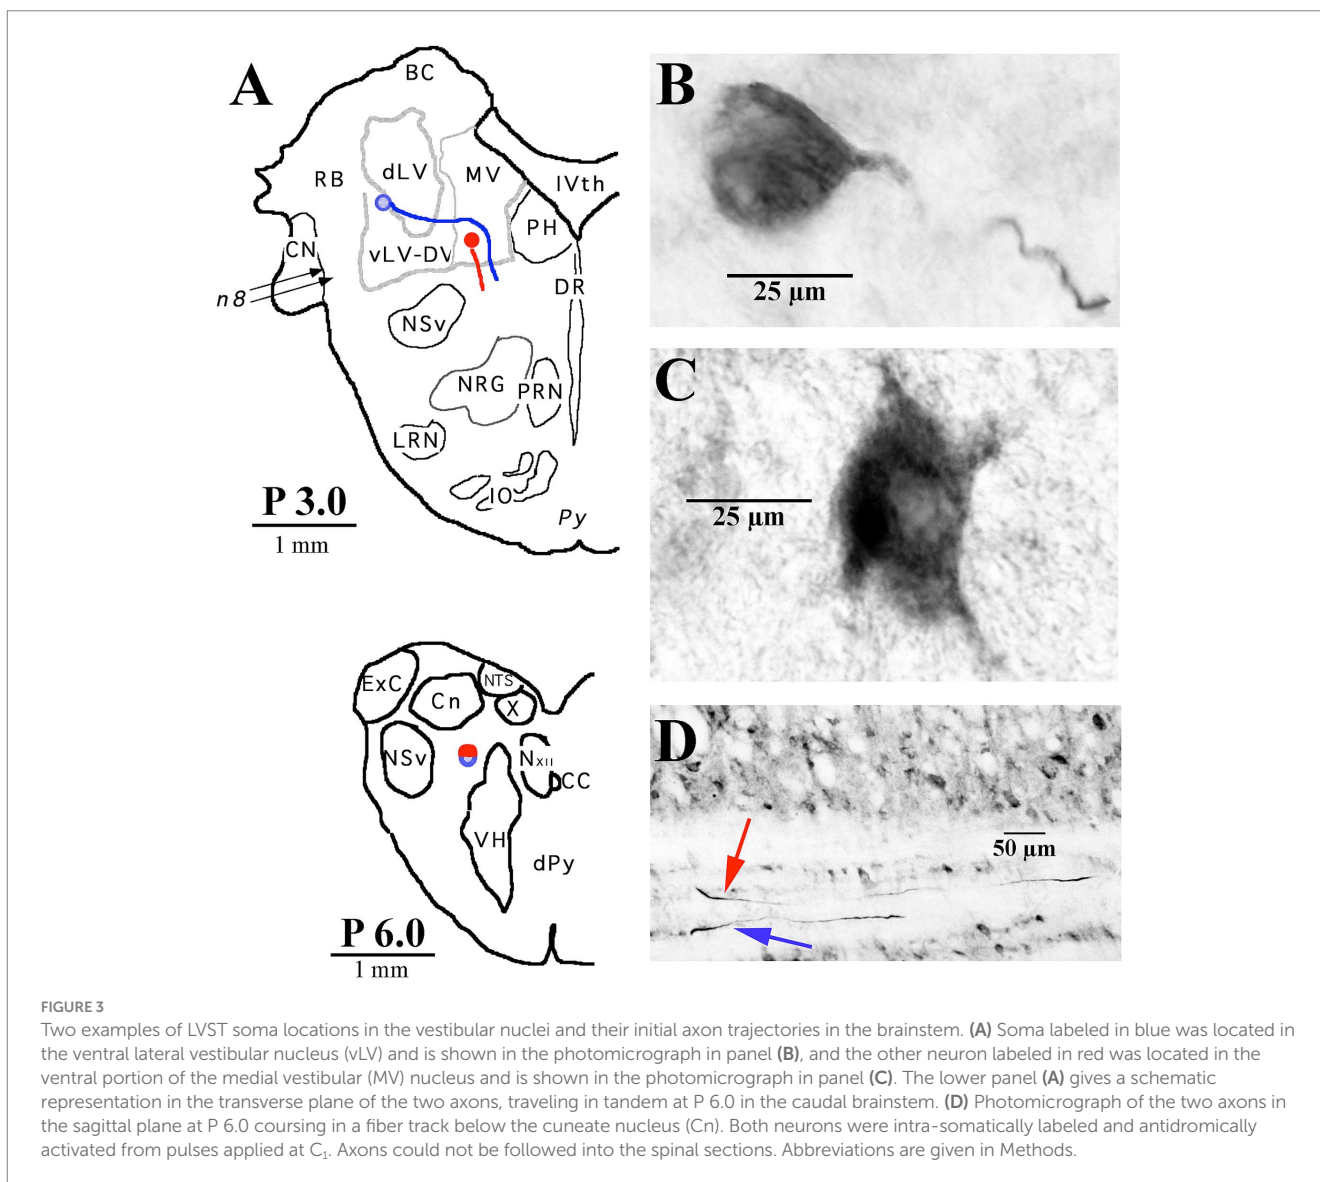 A
BC
RB
dLV
MV
IVth
CN
vLV-DV
PH
n8
DR
NSv
NRG
PRN
LRN
IO
P 3.0
1 mm
Py
ExC
Cn
NTS
X
NSv
NXII
CC
VH
dPy
P 6.0
1 mm
B
25 µm
C
25 µm
D
50 µm
FIGURE 3
Two examples of LVST soma locations in the vestibular nuclei and their initial axon trajectories in the brainstem. (A) Soma labeled in blue was located in
the ventral lateral vestibular nucleus (vLV) and is shown in the photomicrograph in panel (B), and the other neuron labeled in red was located in the
ventral portion of the medial vestibular (MV) nucleus and is shown in the photomicrograph in panel (C). The lower panel (A) gives a schematic
representation in the transverse plane of the two axons, traveling in tandem at P 6.0 in the caudal brainstem. (D) Photomicrograph of the two axons in
the sagittal plane at P 6.0 coursing in a fiber track below the cuneate nucleus (Cn). Both neurons were intra-somatically labeled and antidromically
activated from pulses applied at C₁. Axons could not be followed into the spinal sections. Abbreviations are given in Methods.